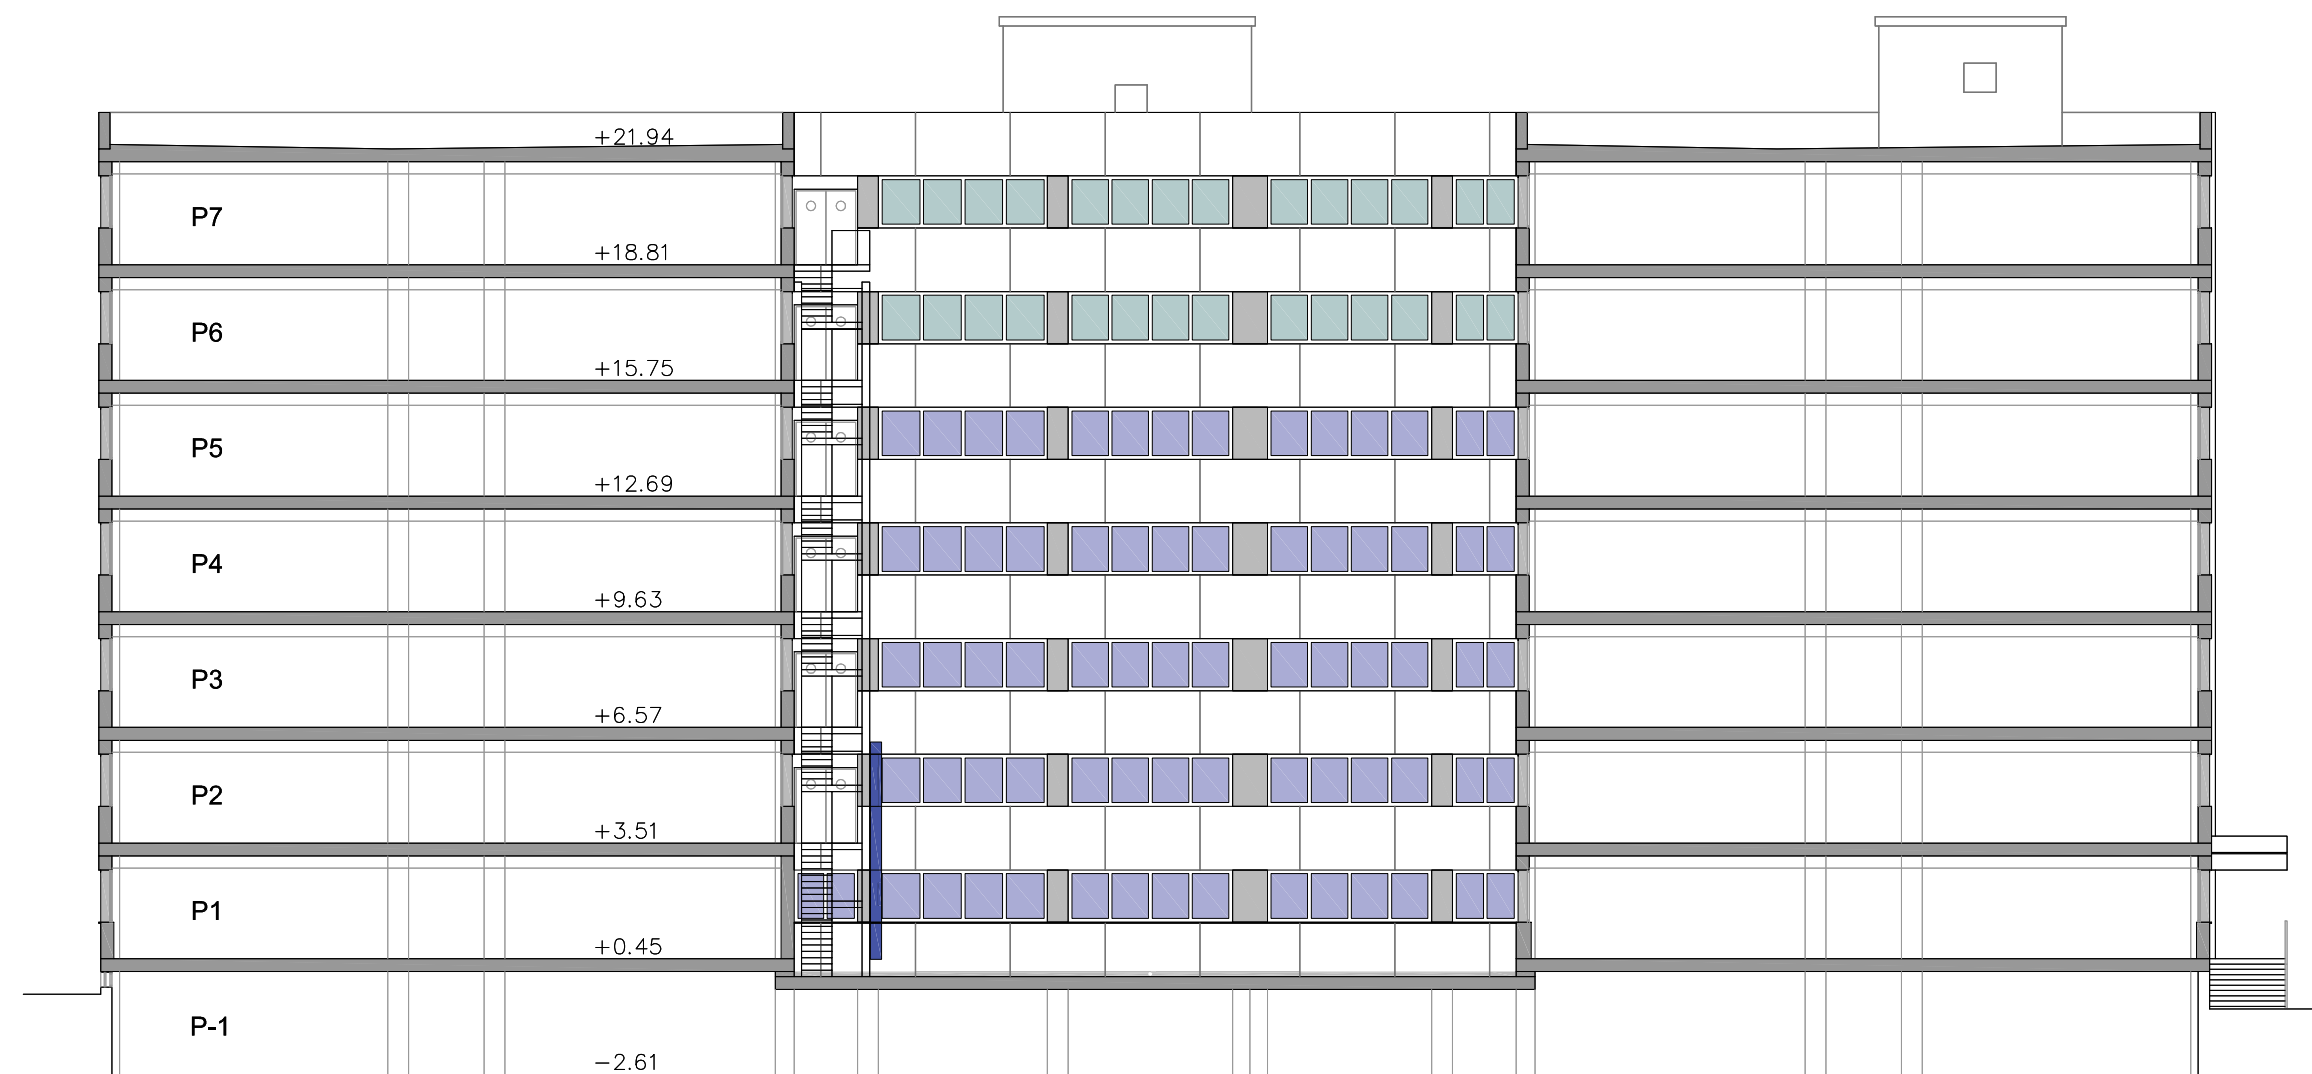 +21.94
P7
+18.81
P6
+15.75
P5
+12.69
P4
+9.63
P3
+6.57
P2
+3.51
P1
+0.45
P-1
−2.61